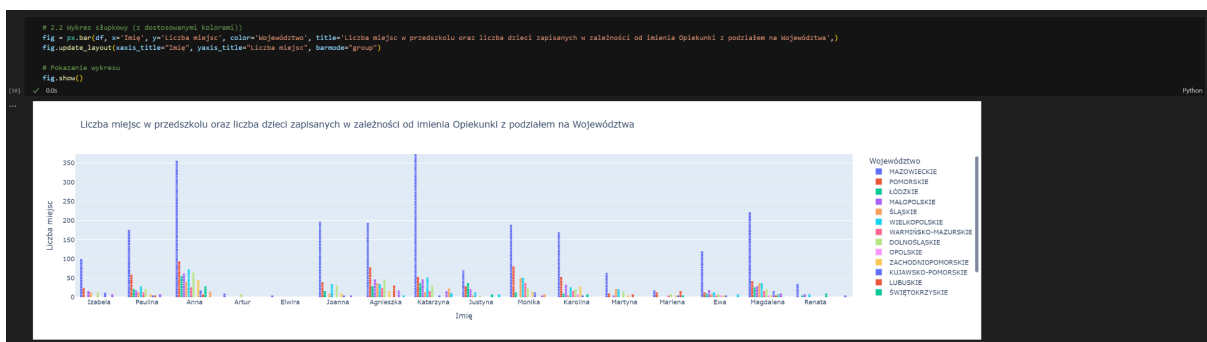 # 2.2 Wykres słupkowy (z dostosowanymi kolorami))
fig = px.bar(df, x='Imię', y='Liczba miejsc', color='Województwo', title='Liczba miejsc w przedszkolu oraz liczba dzieci zapisanych w zależności od imienia Opiekunki z podziałem na Województwa',)
fig.update_layout(xaxis_title="Imię", yaxis_title="Liczba miejsc", barmode="group")
# Pokazanie wykresu
fig.show()
✓ 0.0s
Python
...
Liczba miejsc w przedszkolu oraz liczba dzieci zapisanych w zależności od imienia Opiekunki z podziałem na Województwa
Liczba miejsc
350
300
250
200
150
100
50
0
Izabela Paulina Anna Artur Elwira Joanna Agnieszka Katarzyna Justyna Monika Karolina Martyna Marlena Ewa Magdalena Renata
Imię
Województwo
MAZOWIECKIE
POMORSKIE
ŁÓDZKIE
MAŁOPOLSKIE
ŚLĄSKIE
WIELKOPOLSKIE
WARMIŃSKO-MAZURSKIE
DOLNOŚLĄSKIE
OPOLSKIE
ZACHODNIOPOMORSKIE
KUJAWSKO-POMORSKIE
LUBUSKIE
ŚWIĘTOKRZYSKIE